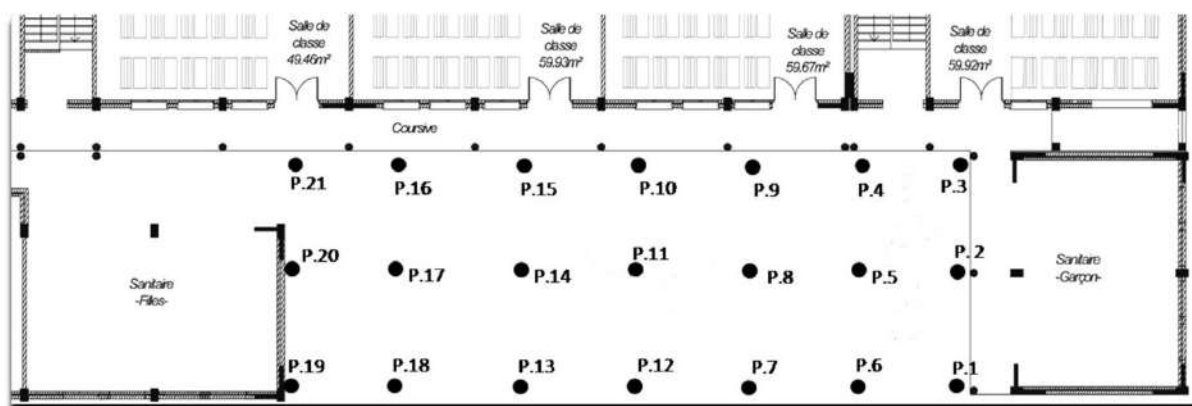 Salle de
classe
49.46m²
Salle de
classe
59.93m²
Salle de
classe
59.67m²
Salle de
classe
59.92m²
Coursive
P.21
P.16
P.15
P.10
P.9
P.4
P.3
P.20
P.17
P.14
P.11
P.8
P.5
P.2
Sanitaire
-Filles-
Sanitaire
-Garçon-
P.19
P.18
P.13
P.12
P.7
P.6
P.1